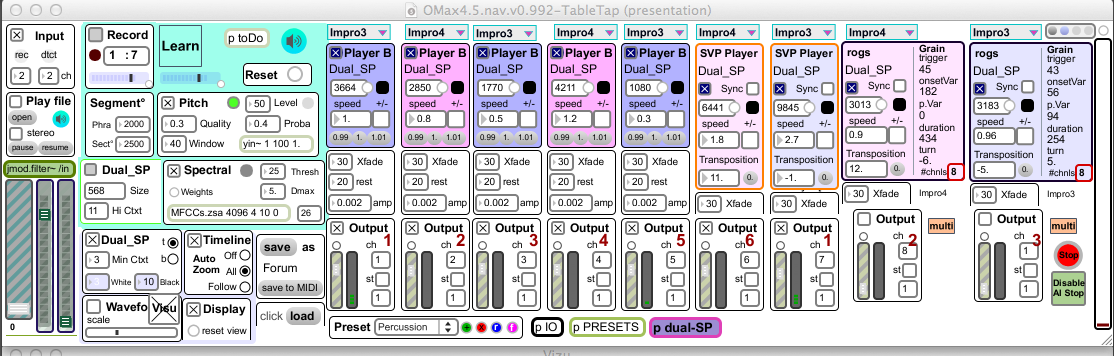 OMax4.5.nav.v0.992-TableTap (presentation)
Input
rec dtct
2 2 ch
Play file
open
stereo
pause resume
jmod.filter~ /in
0
Record
1 : 7
Learn
p toDo
Reset
Segment°
Phra 2000
Sect° 2500
Pitch 50 Level
0.3 Quality 0.4 Proba
40 Window yin~ 1 100 1.
Dual_SP
568 Size
11 Hi Ctxt
Spectral 25 Thresh
Weights 5. Dmax
MFCCs.zsa 4096 4 10 0 26
Dual_SP t
3 Min Ctxt b
White 10 Black
Timeline
Auto Zoom
Off
All
Follow
save as
Forum
save to MIDI
Wavefo Visu
scale
Display
reset view
click load
Impro3
Player B
Dual_SP
3664
speed +/-
1.
0.99 1. 1.01
30 Xfade
20 rest
0.002 amp
Output
ch 1
1
st
1
Impro4
Player B
Dual_SP
2850
speed +/-
0.8
0.99 1. 1.01
30 Xfade
20 rest
0.002 amp
Output
ch 2
2
st
1
Impro3
Player B
Dual_SP
1770
speed +/-
0.5
0.99 1. 1.01
30 Xfade
20 rest
0.002 amp
Output
ch 3
3
st
1
Impro4
Player B
Dual_SP
4211
speed +/-
1.2
0.99 1. 1.01
30 Xfade
20 rest
0.002 amp
Output
ch 4
4
st
1
Impro3
Player B
Dual_SP
1080
speed +/-
0.3
0.99 1. 1.01
30 Xfade
20 rest
0.002 amp
Output
ch 5
5
st
1
Impro4
SVP Player
Dual_SP
Sync
6441
speed +/-
1.8
Transposition
11. 0.
30 Xfade
Output
ch 6
6
st
1
Impro3
SVP Player
Dual_SP
Sync
9845
speed +/-
2.7
Transposition
-1. 0.
30 Xfade
Output
ch 1
7
st
1
Impro4
rogs
Dual_SP
Sync
3013
speed +/-
0.9
Transposition
12.
Grain
trigger
45
onsetVar
182
p.Var
0
duration
434
turn
-6.
#chnls 8
30 Xfade Impro4
Output
multi
ch 2
8
st
1
Impro3
rogs
Dual_SP
Sync
3183
speed +/-
0.96
Transposition
-5. 0.
Grain
trigger
43
onsetVar
56
p.Var
94
duration
254
turn
5.
#chnls 8
30 Xfade Impro3
Output
multi
ch 3
1
st
1
Stop
Disable
AI Stop
Preset Percussion + x r f
p IO
p PRESETS
p dual-SP
Vizu